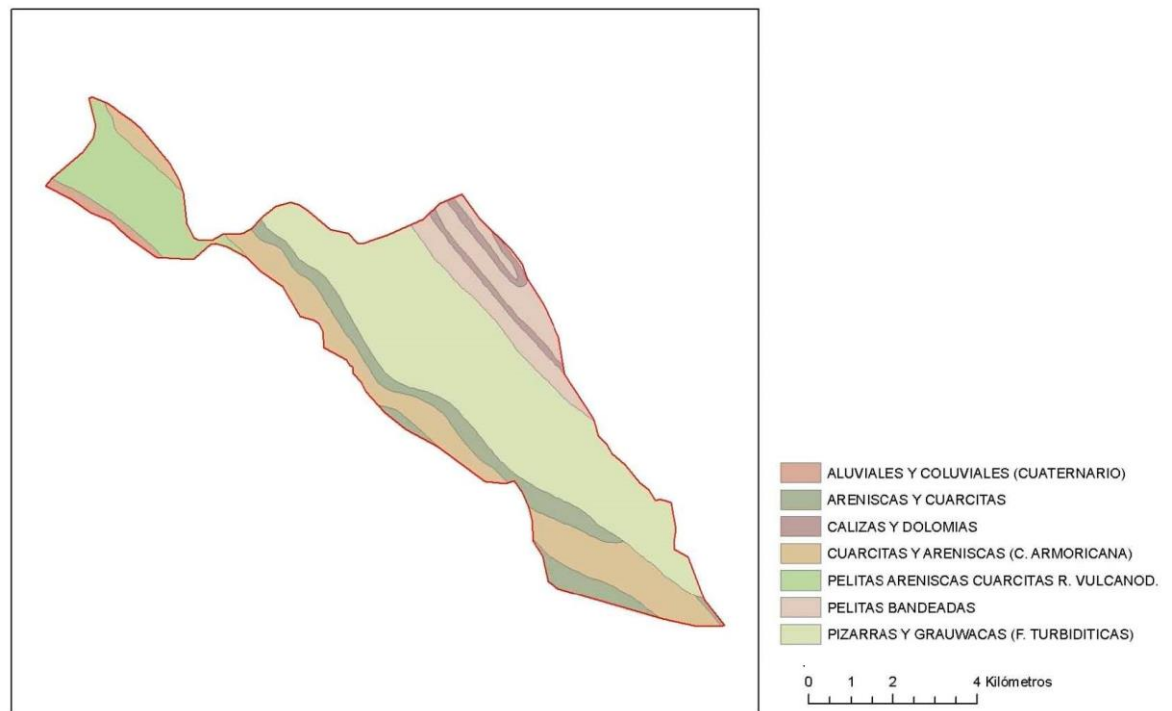 ALUVIALES Y COLUVIALES (CUATERNARIO)
ARENISCAS Y CUARCITAS
CALIZAS Y DOLOMIAS
CUARCITAS Y ARENISCAS (C. ARMORICANA)
PELITAS ARENISCAS CUARCITAS R. VULCANOD.
PELITAS BANDEADAS
PIZARRAS Y GRAUWACAS (F. TURBIDITICAS)
0 1 2 4 Kilómetros